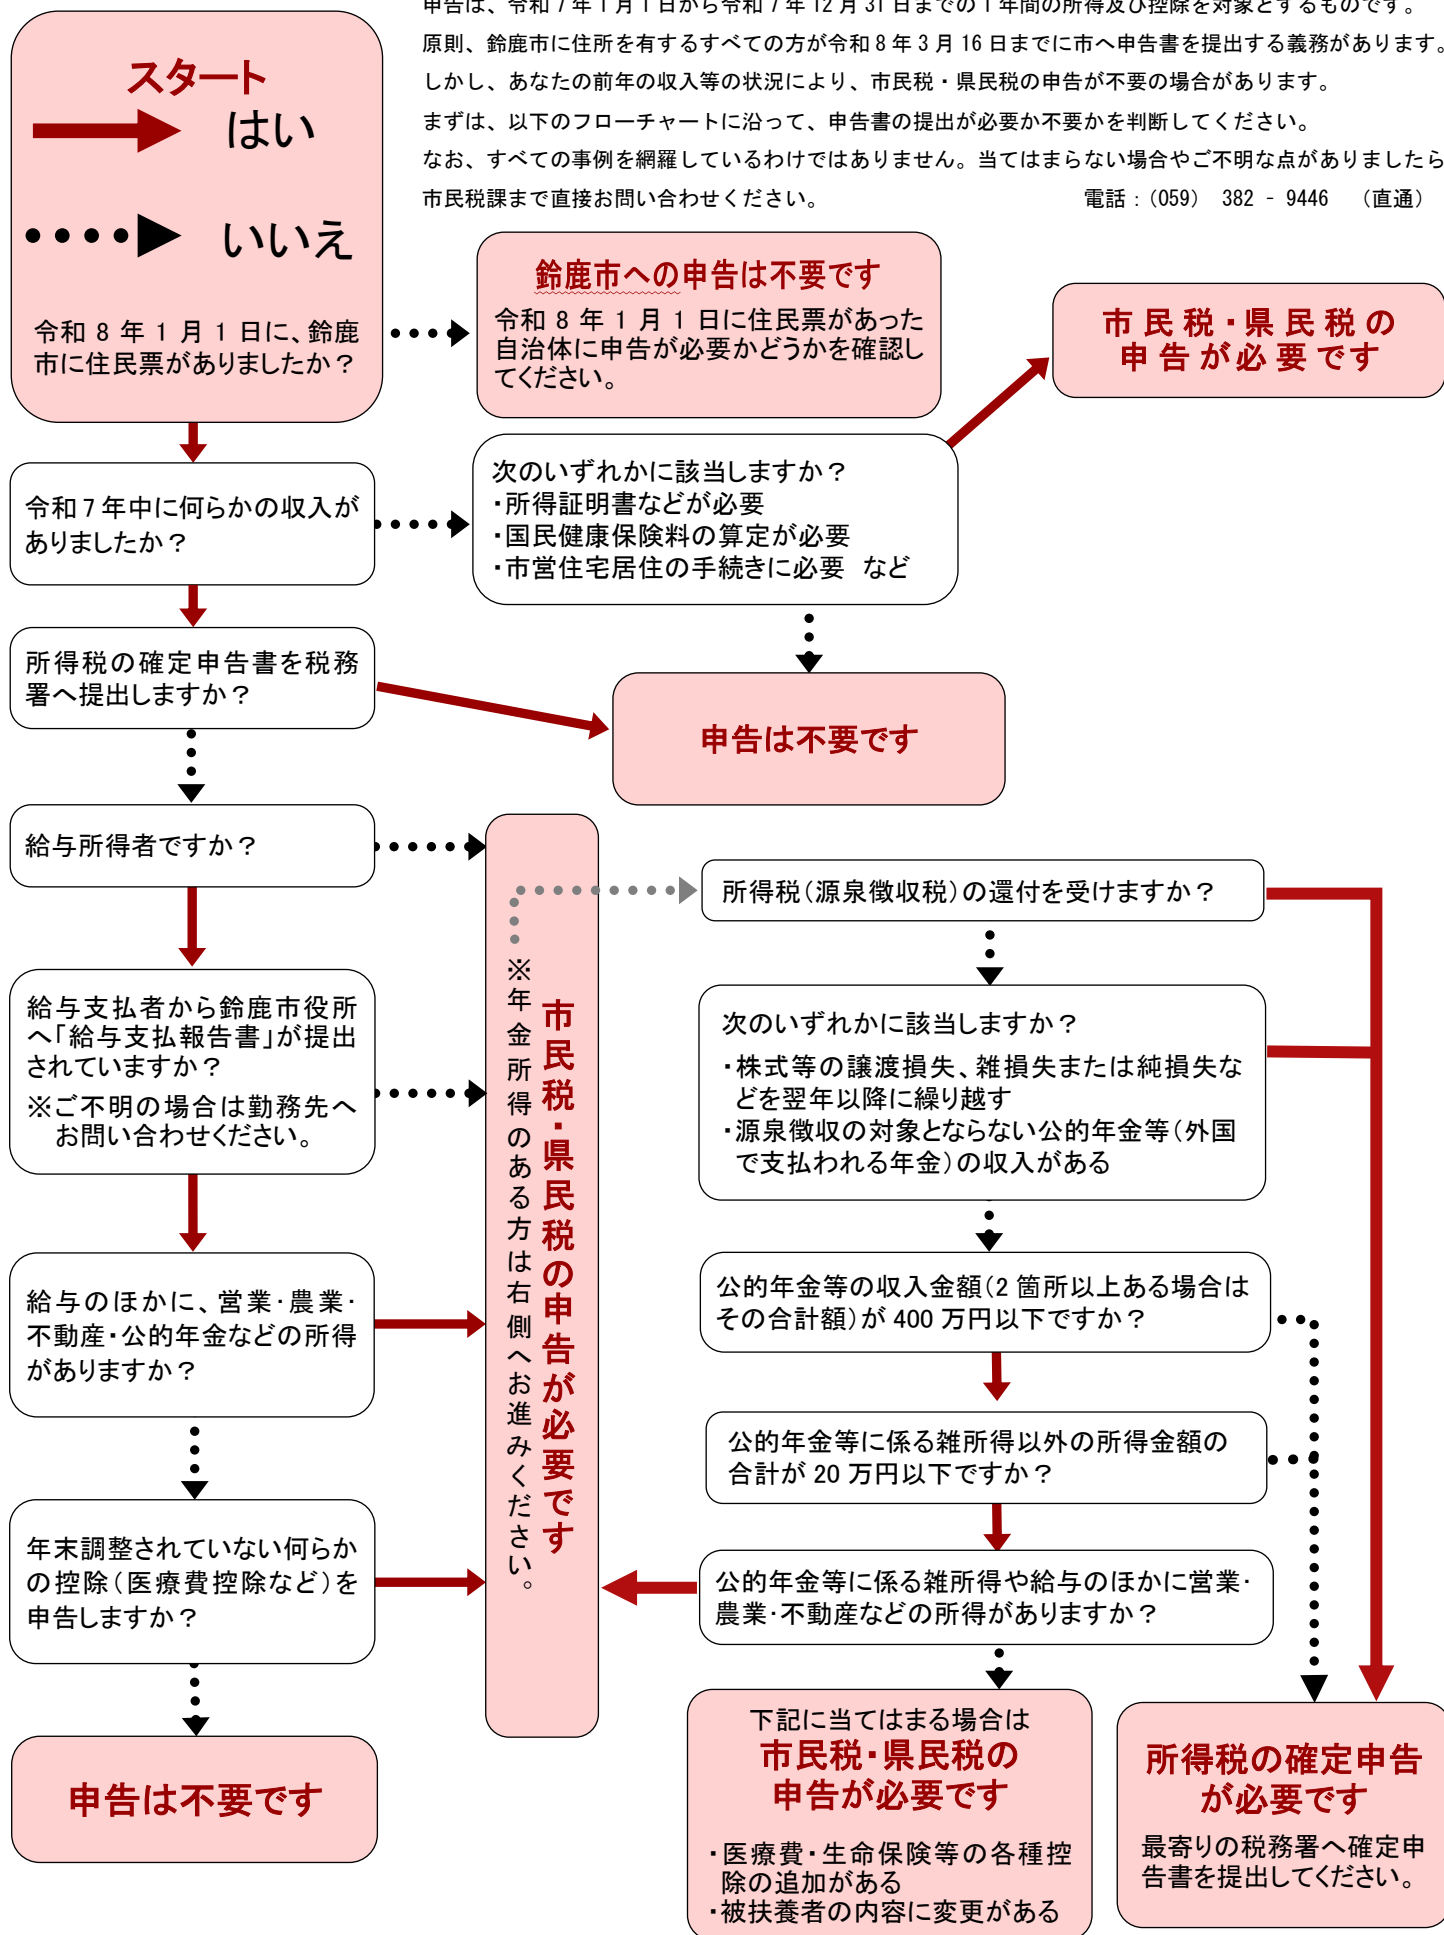 申告は、令和7年1月1日から令和7年12月31日までの1年間の所得及び控除を対象とするものです。
原則、鈴鹿市に住所を有するすべての方が令和8年3月16日までに市へ申告書を提出する義務があります。
しかし、あなたの前年の収入等の状況により、市民税・県民税の申告が不要の場合があります。
まずは、以下のフローチャートに沿って、申告書の提出が必要か不要かを判断してください。
なお、すべての事例を網羅しているわけではありません。当てはまらない場合やご不明な点がありましたら
市民税課まで直接お問い合わせください。 電話：(059) 382 - 9446 （直通）
スタート
はい
いいえ
令和8年1月1日に、鈴鹿
市に住民票がありましたか？
鈴鹿市への申告は不要です
令和8年1月1日に住民票があった
自治体に申告が必要かどうかを確認し
てください。
市民税・県民税の
申告が必要です
令和7年中に何らかの収入が
ありましたか？
次のいずれかに該当しますか？
・所得証明書などが必要
・国民健康保険料の算定が必要
・市営住宅居住の手続きに必要 など
所得税の確定申告書を税務
署へ提出しますか？
申告は不要です
給与所得者ですか？
給与支払者から鈴鹿市役所
へ「給与支払報告書」が提出
されていますか？
※ご不明の場合は勤務先へ
お問い合わせください。
給与のほかに、営業・農業・
不動産・公的年金などの所得
がありますか？
年末調整されていない何らか
の控除（医療費控除など）を
申告しますか？
申告は不要です
市民税・県民税の申告が必要です
※年金所得のある方は右側へお進みください。
所得税（源泉徴収税）の還付を受けますか？
次のいずれかに該当しますか？
・株式等の譲渡損失、雑損失または純損失な
どを翌年以降に繰り越す
・源泉徴収の対象とならない公的年金等（外国
で支払われる年金）の収入がある
公的年金等の収入金額（2箇所以上ある場合は
その合計額）が400万円以下ですか？
公的年金等に係る雑所得以外の所得金額の
合計が20万円以下ですか？
公的年金等に係る雑所得や給与のほかに営業・
農業・不動産などの所得がありますか？
下記に当てはまる場合は
市民税・県民税の
申告が必要です
・医療費・生命保険等の各種控
除の追加がある
・被扶養者の内容に変更がある
所得税の確定申告
が必要です
最寄りの税務署へ確定申
告書を提出してください。